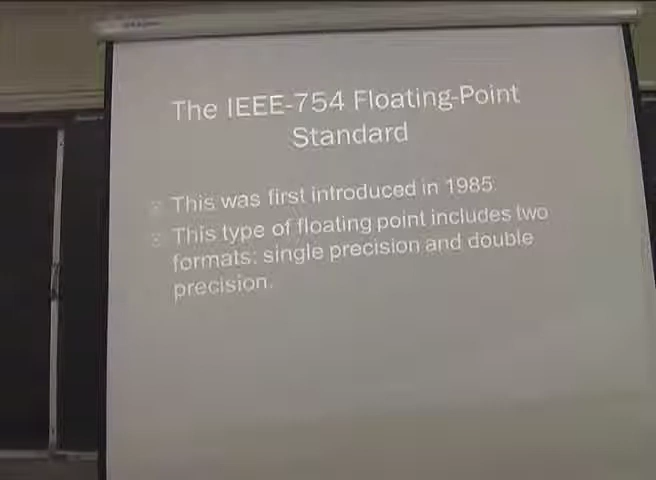 The IEEE-754 Floating-Point
Standard
This was first introduced in 1985
This type of floating point includes two
formats: single precision and double
precision.